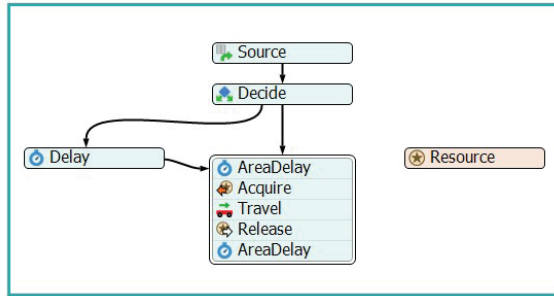 Source
Decide
Delay
AreaDelay
Resource
Acquire
Travel
Release
AreaDelay